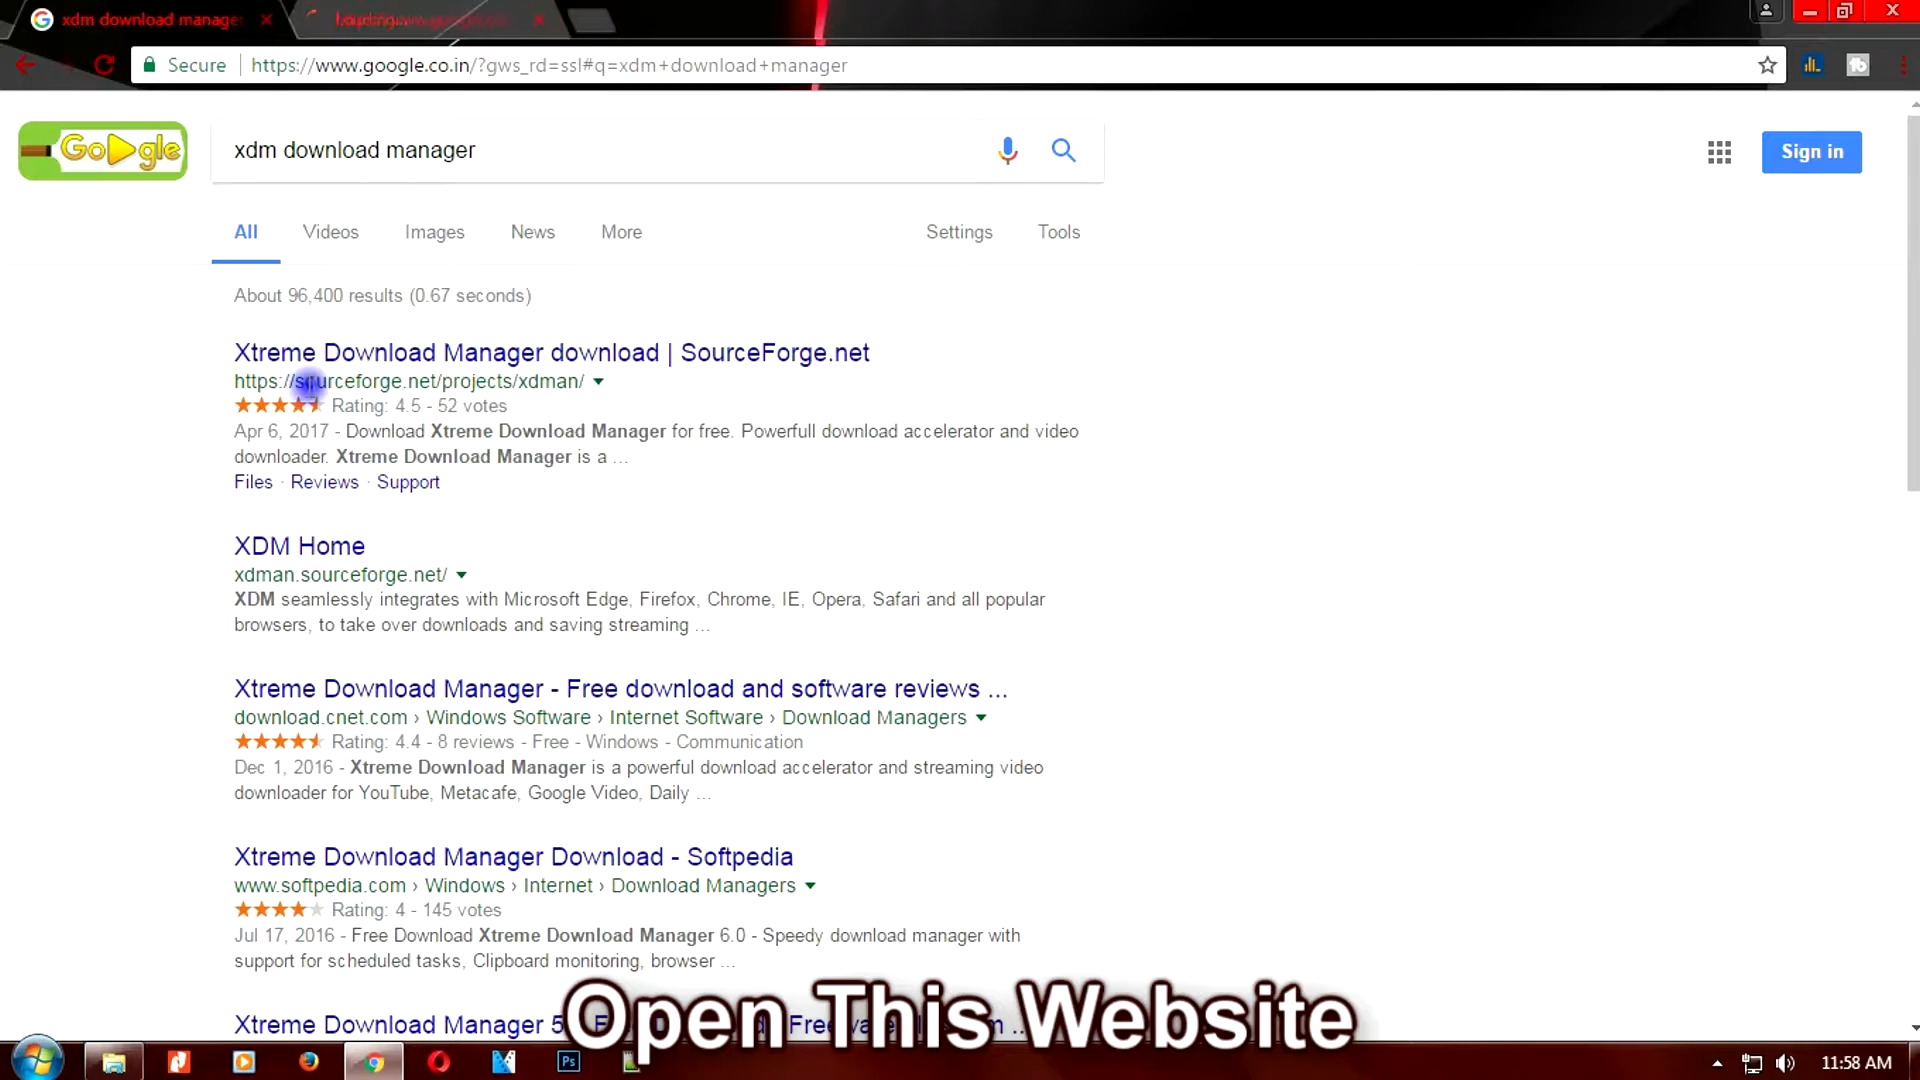 xdm download manager
Secure https://www.google.co.in/?gws_rd=ssl#q=xdm+download+manager
Google
xdm download manager
Sign in
All Videos Images News More Settings Tools
About 96,400 results (0.67 seconds)
Xtreme Download Manager download | SourceForge.net
https://sourceforge.net/projects/xdman/
Rating: 4.5 - 52 votes
Apr 6, 2017 - Download Xtreme Download Manager for free. Powerfull download accelerator and video
downloader. Xtreme Download Manager is a ...
Files · Reviews · Support
XDM Home
xdman.sourceforge.net/
XDM seamlessly integrates with Microsoft Edge, Firefox, Chrome, IE, Opera, Safari and all popular
browsers, to take over downloads and saving streaming ...
Xtreme Download Manager - Free download and software reviews ...
download.cnet.com › Windows Software › Internet Software › Download Managers
Rating: 4.4 - 8 reviews - Free - Windows - Communication
Dec 1, 2016 - Xtreme Download Manager is a powerful download accelerator and streaming video
downloader for YouTube, Metacafe, Google Video, Daily ...
Xtreme Download Manager Download - Softpedia
www.softpedia.com › Windows › Internet › Download Managers
Rating: 4 - 145 votes
Jul 17, 2016 - Free Download Xtreme Download Manager 6.0 - Speedy download manager with
support for scheduled tasks, Clipboard monitoring, browser ...
Xtreme Download Manager
Open This Website
Ps
11:58 AM